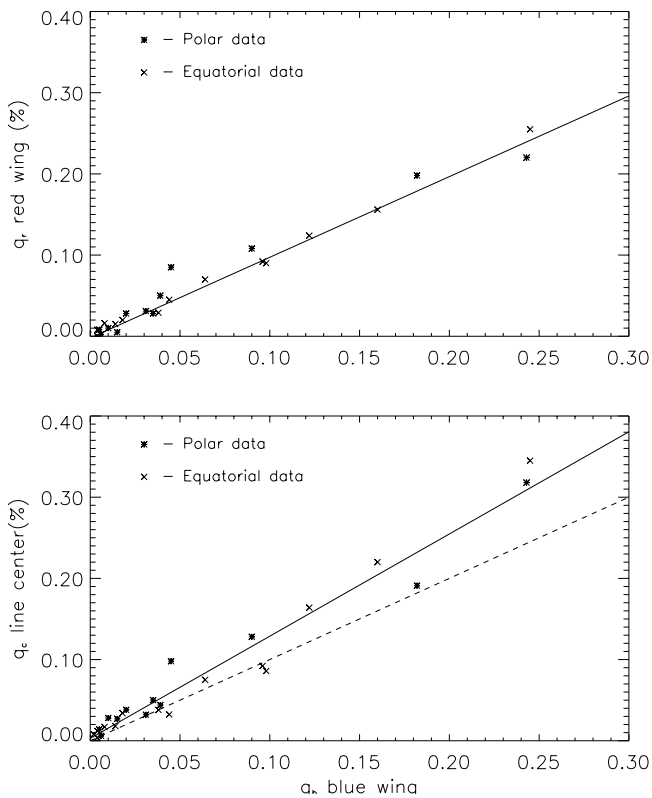 0.40
✱ – Polar data
× – Equatorial data
0.30
0.20
0.10
0.00
qr red wing (%)
0.00 0.05 0.10 0.15 0.20 0.25 0.30
0.40
✱ – Polar data
× – Equatorial data
0.30
0.20
0.10
0.00
qc line center(%)
0.00 0.05 0.10 0.15 0.20 0.25 0.30
qb blue wing